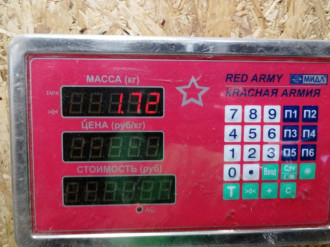 МАССА (кг)
1.72
ЦЕНА (руб/кг)
СТОИМОСТЬ (руб)
RED ARMY МИДЛ
КРАСНАЯ АРМИЯ
7 8 9 П1 П2
4 5 6 П3 П4
1 2 3 П5 П6
0 • Ввод
T →0← + C